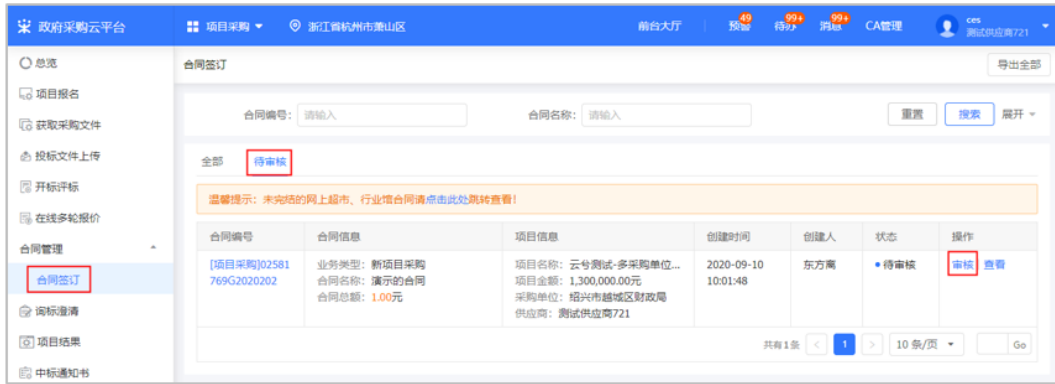 政府采购云平台
项目采购
浙江省杭州市萧山区
前台大厅
预警
49
待办
99+
消息
99+
CA管理
ces
测试供应商721
总览
项目报名
获取采购文件
投标文件上传
开标评标
在线多轮报价
合同管理
合同签订
询标澄清
项目结果
中标通知书
合同签订
导出全部
合同编号：
请输入
合同名称：
请输入
重置
搜索
展开
全部
待审核
温馨提示：未完结的网上超市、行业馆合同请点击此处跳转查看！
合同编号
合同信息
项目信息
创建时间
创建人
状态
操作
[项目采购]02581
769G2020202
业务类型：新项目采购
合同名称：演示的合同
合同总额：1.00元
项目名称：云兮测试-多采购单位...
项目金额：1,300,000.00元
采购单位：绍兴市越城区财政局
供应商：测试供应商721
2020-09-10
10:01:48
东方离
待审核
审核 查看
共有1条
<
1
>
10 条/页
Go